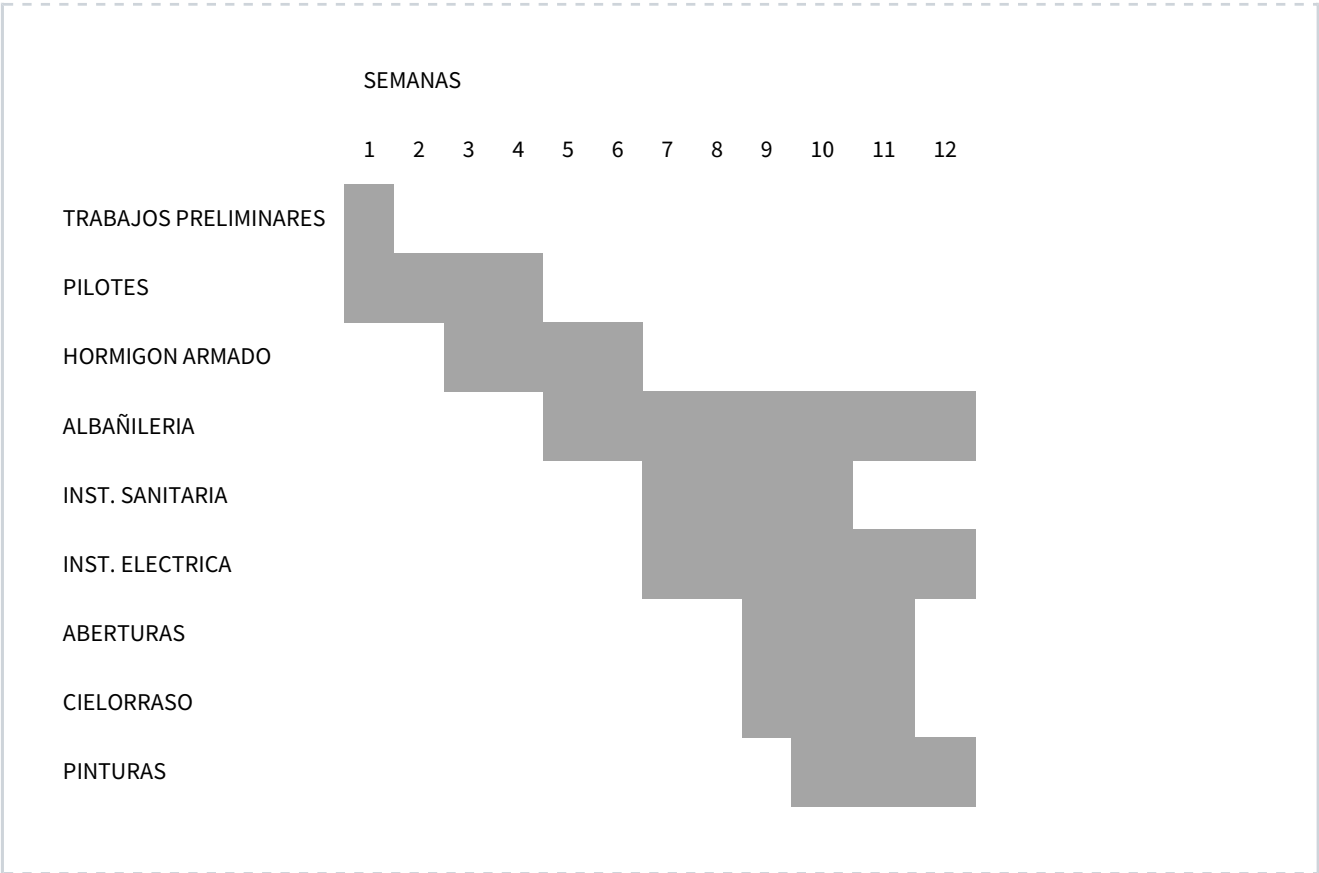 SEMANAS
1 2 3 4 5 6 7 8 9 10 11 12
TRABAJOS PRELIMINARES
PILOTES
HORMIGON ARMADO
ALBAÑILERIA
INST. SANITARIA
INST. ELECTRICA
ABERTURAS
CIELORRASO
PINTURAS